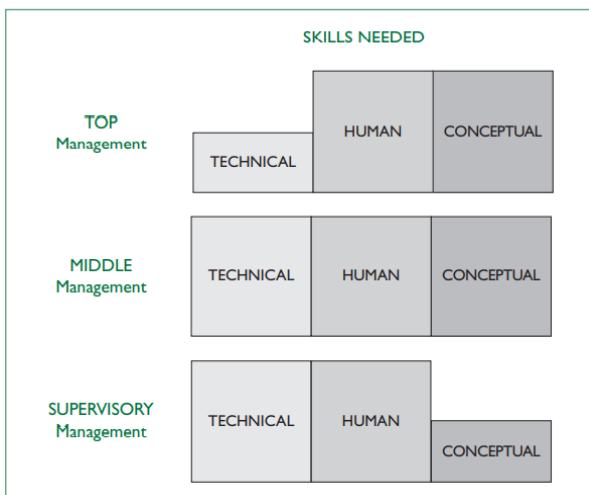 SKILLS NEEDED
TOP
Management
TECHNICAL
HUMAN
CONCEPTUAL
MIDDLE
Management
TECHNICAL
HUMAN
CONCEPTUAL
SUPERVISORY
Management
TECHNICAL
HUMAN
CONCEPTUAL